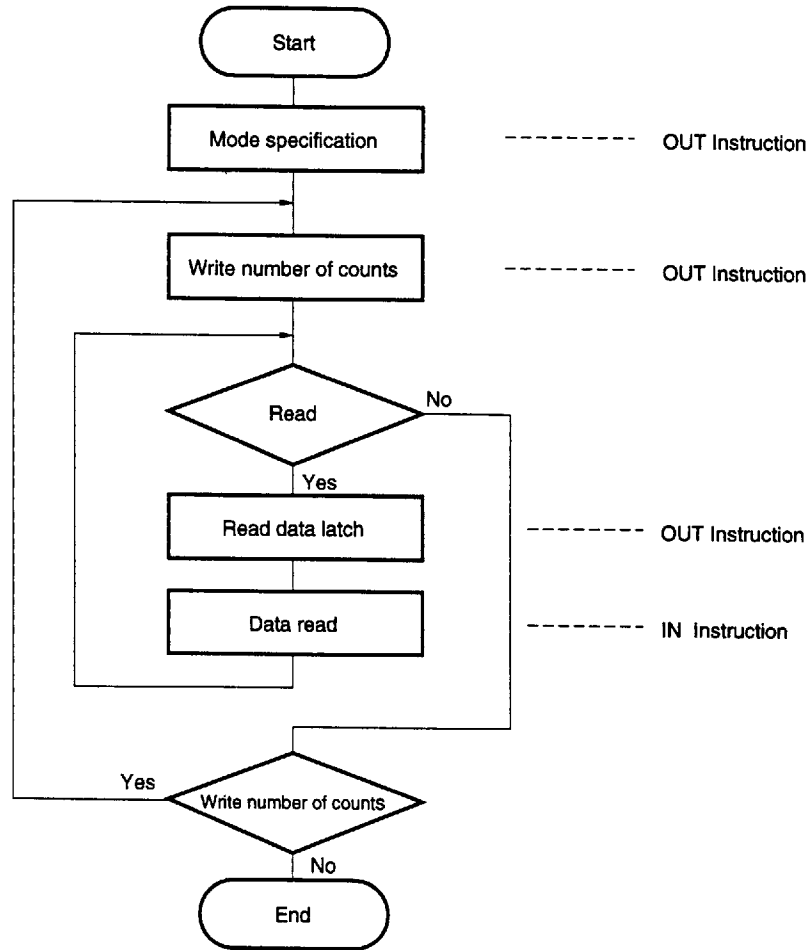 Start
Mode specification
OUT Instruction
Write number of counts
OUT Instruction
Read
No
Yes
Read data latch
OUT Instruction
Data read
IN Instruction
Yes
Write number of counts
No
End